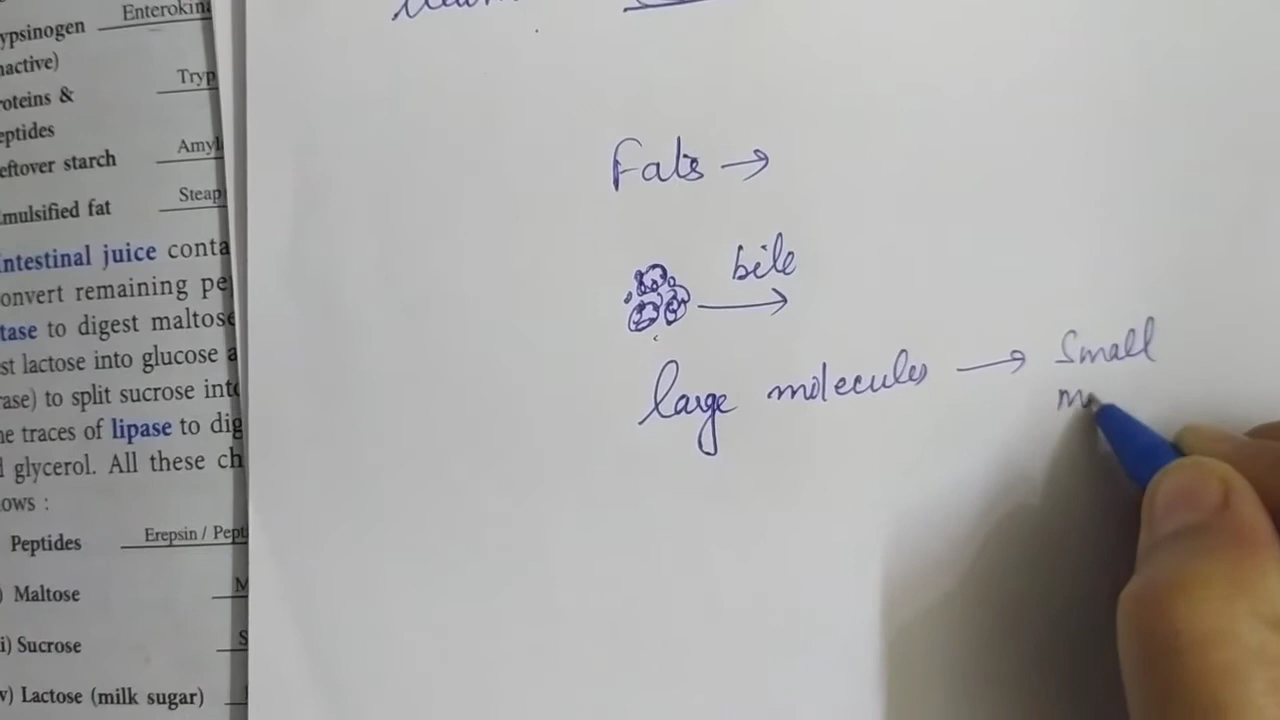 Enterokin
ypsinogen
nactive)
Tryp
roteins &
eptides
Amyl
eftover starch
Steap
Emulsified fat
Intestinal juice conta
onvert remaining pe
tase to digest maltose
st lactose into glucose a
rase) to split sucrose int
ne traces of lipase to dig
l glycerol. All these ch
ows :
Peptides
Erepsin / Pept
) Maltose
M
i) Sucrose
S
v) Lactose (milk sugar)
Fats →
bile
large molecules → Small
m